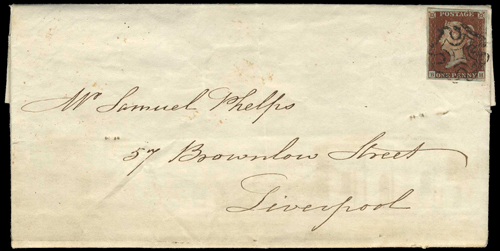 POSTAGE
ONE PENNY
Mr Samuel Phelps
57 Brownlow Street
Liverpool